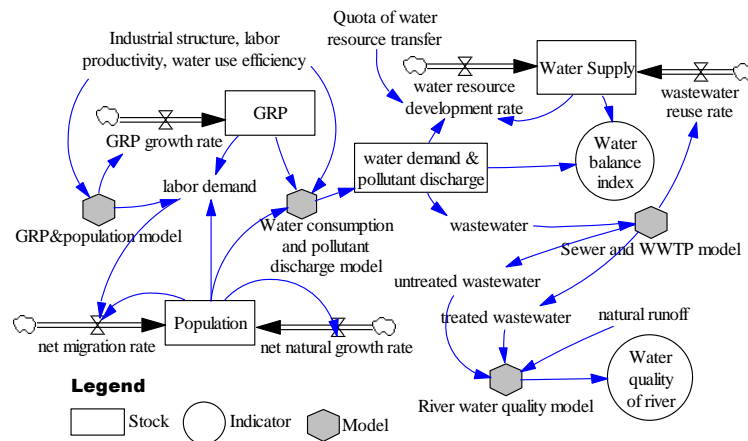 Quota of water
resource transfer
Industrial structure, labor
productivity, water use efficiency
Water Supply
water resource
development rate
wastewater
reuse rate
GRP
GRP growth rate
Water
balance
index
water demand &
pollutant discharge
labor demand
GRP&population model
Water consumption
and pollutant
discharge model
wastewater
Sewer and WWTP model
untreated wastewater
treated wastewater
natural runoff
Population
net migration rate
net natural growth rate
Water
quality
of river
River water quality model
Legend
Stock
Indicator
Model